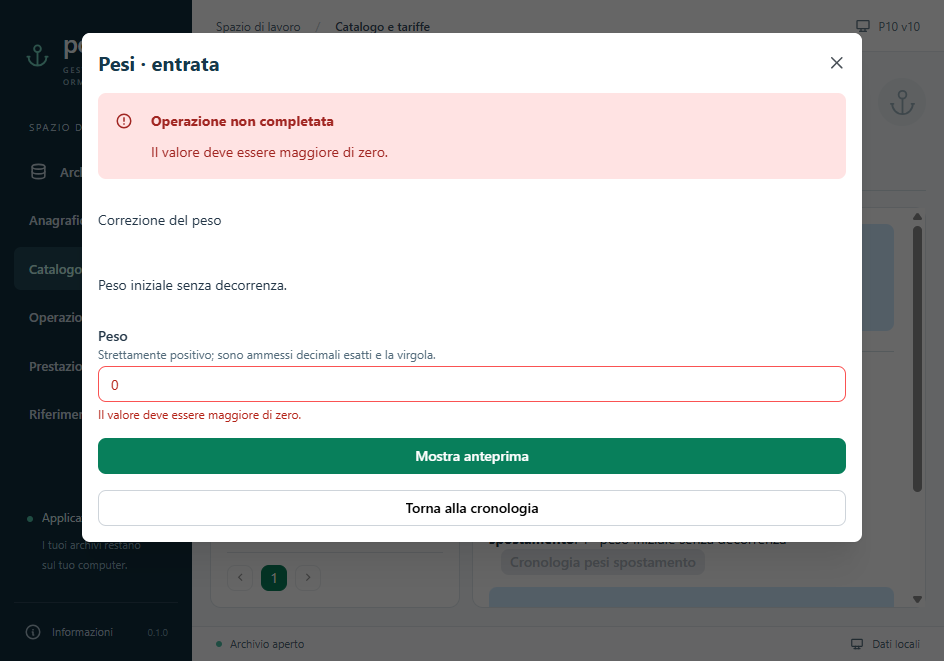 Spazio di lavoro / Catalogo e tariffe
P10 v10
Pesi · entrata
Operazione non completata
Il valore deve essere maggiore di zero.
SPAZIO D
Correzione del peso
Peso iniziale senza decorrenza.
Peso
Strettamente positivo; sono ammessi decimali esatti e la virgola.
0
Il valore deve essere maggiore di zero.
Mostra anteprima
Torna alla cronologia
Catalogo
I tuoi archivi restano
sul tuo computer.
Cronologia pesi spostamento
1
Informazioni
0.1.0
Archivio aperto
Dati locali